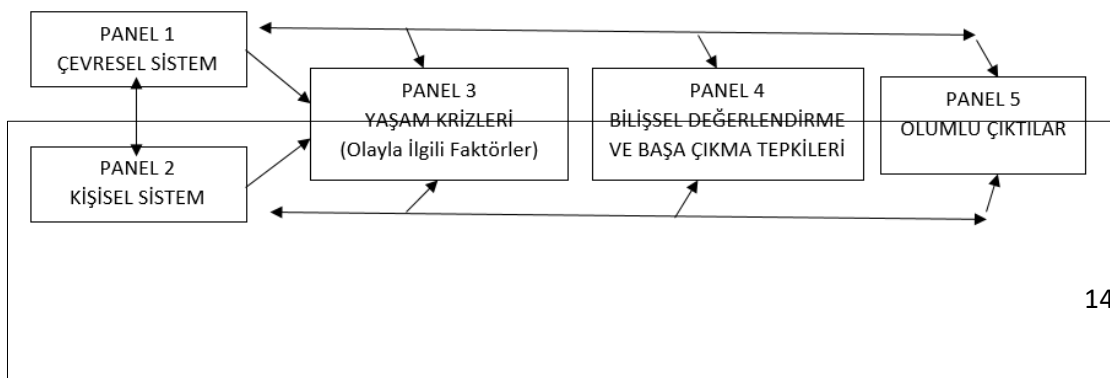 PANEL 1
ÇEVRESEL SİSTEM
PANEL 2
KİŞİSEL SİSTEM
PANEL 3
YAŞAM KRİZLERİ
(Olayla İlgili Faktörler)
PANEL 4
BİLİŞSEL DEĞERLENDİRME
VE BAŞA ÇIKMA TEPKİLERİ
PANEL 5
OLUMLU ÇIKTILAR
14